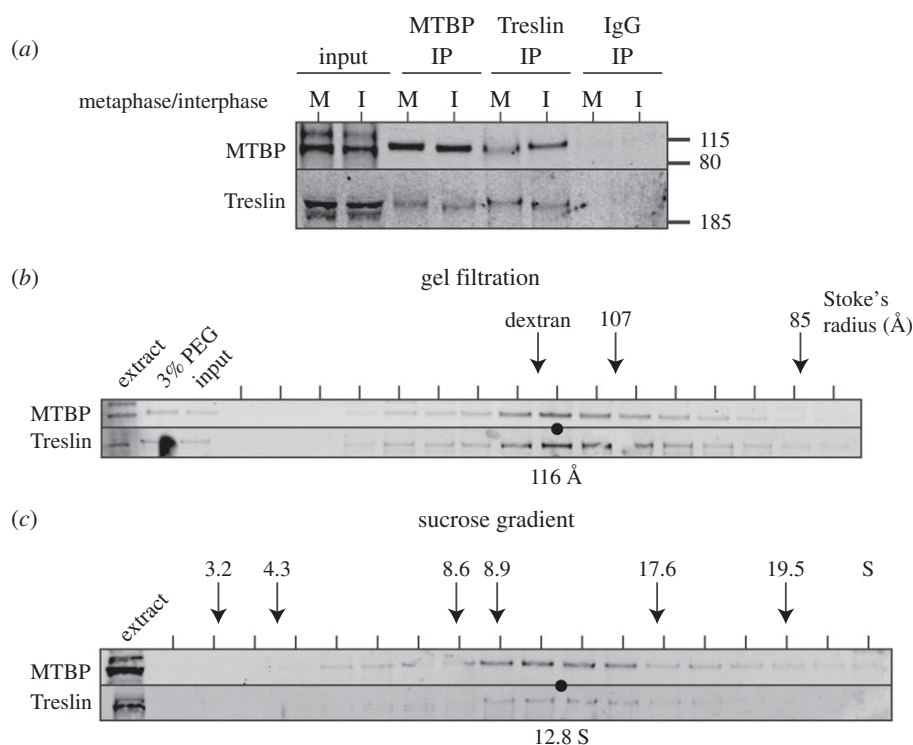 (a)
MTBP Treslin IgG
input IP IP IP
metaphase/interphase M I M I M I M I
MTBP 115
80
Treslin
185
(b) gel filtration
extract 3% PEG input dextran 107 85 Stoke's
radius (Å)
MTBP
Treslin
116 Å
(c) sucrose gradient
extract 3.2 4.3 8.6 8.9 17.6 19.5 S
MTBP
Treslin
12.8 S